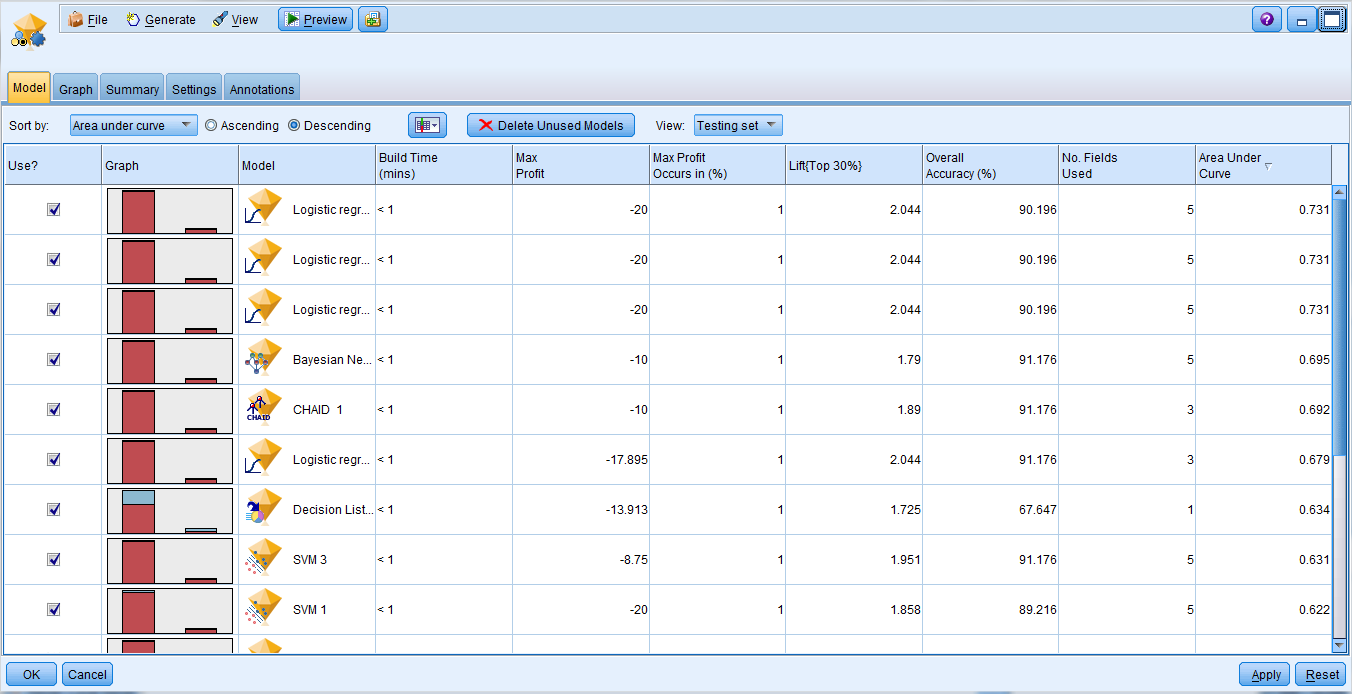 File Generate View Preview
Model Graph Summary Settings Annotations
Sort by: Area under curve Ascending Descending Delete Unused Models View: Testing set
Use? Graph Model Build Time (mins) Max Profit Max Profit Occurs in (%) Lift{Top 30%} Overall Accuracy (%) No. Fields Used Area Under Curve
Logistic regr... < 1 -20 1 2.044 90.196 5 0.731
Logistic regr... < 1 -20 1 2.044 90.196 5 0.731
Logistic regr... < 1 -20 1 2.044 90.196 5 0.731
Bayesian Ne... < 1 -10 1 1.79 91.176 5 0.695
CHAID CHAID 1 < 1 -10 1 1.89 91.176 3 0.692
Logistic regr... < 1 -17.895 1 2.044 91.176 3 0.679
Decision List... < 1 -13.913 1 1.725 67.647 1 0.634
SVM 3 < 1 -8.75 1 1.951 91.176 5 0.631
SVM 1 < 1 -20 1 1.858 89.216 5 0.622
OK Cancel Apply Reset